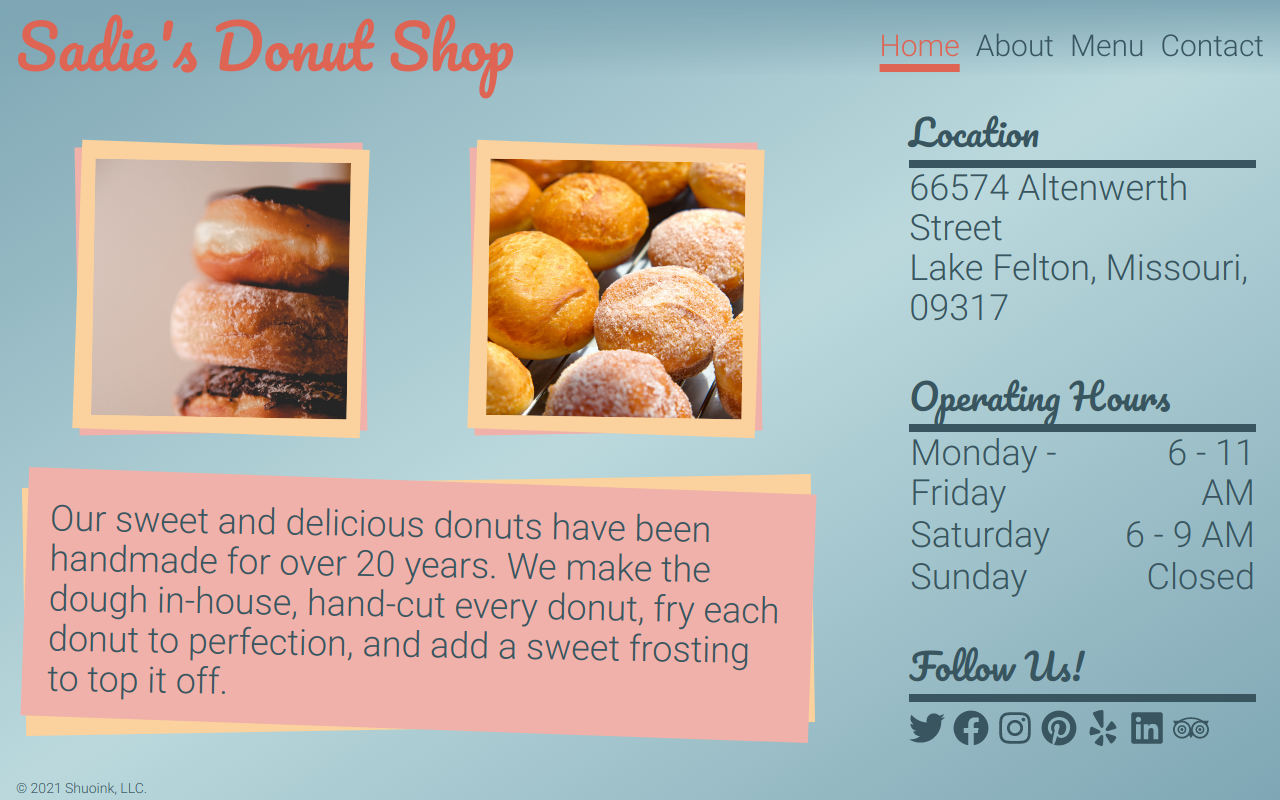 Sadie's Donut Shop
Home About Menu Contact
Location
66574 Altenwerth
Street
Lake Felton, Missouri,
09317
Operating Hours
Monday - 6 - 11
Friday AM
Saturday 6 - 9 AM
Sunday Closed
Follow Us!
Our sweet and delicious donuts have been
handmade for over 20 years. We make the
dough in-house, hand-cut every donut, fry each
donut to perfection, and add a sweet frosting
to top it off.
© 2021 Shuoink, LLC.